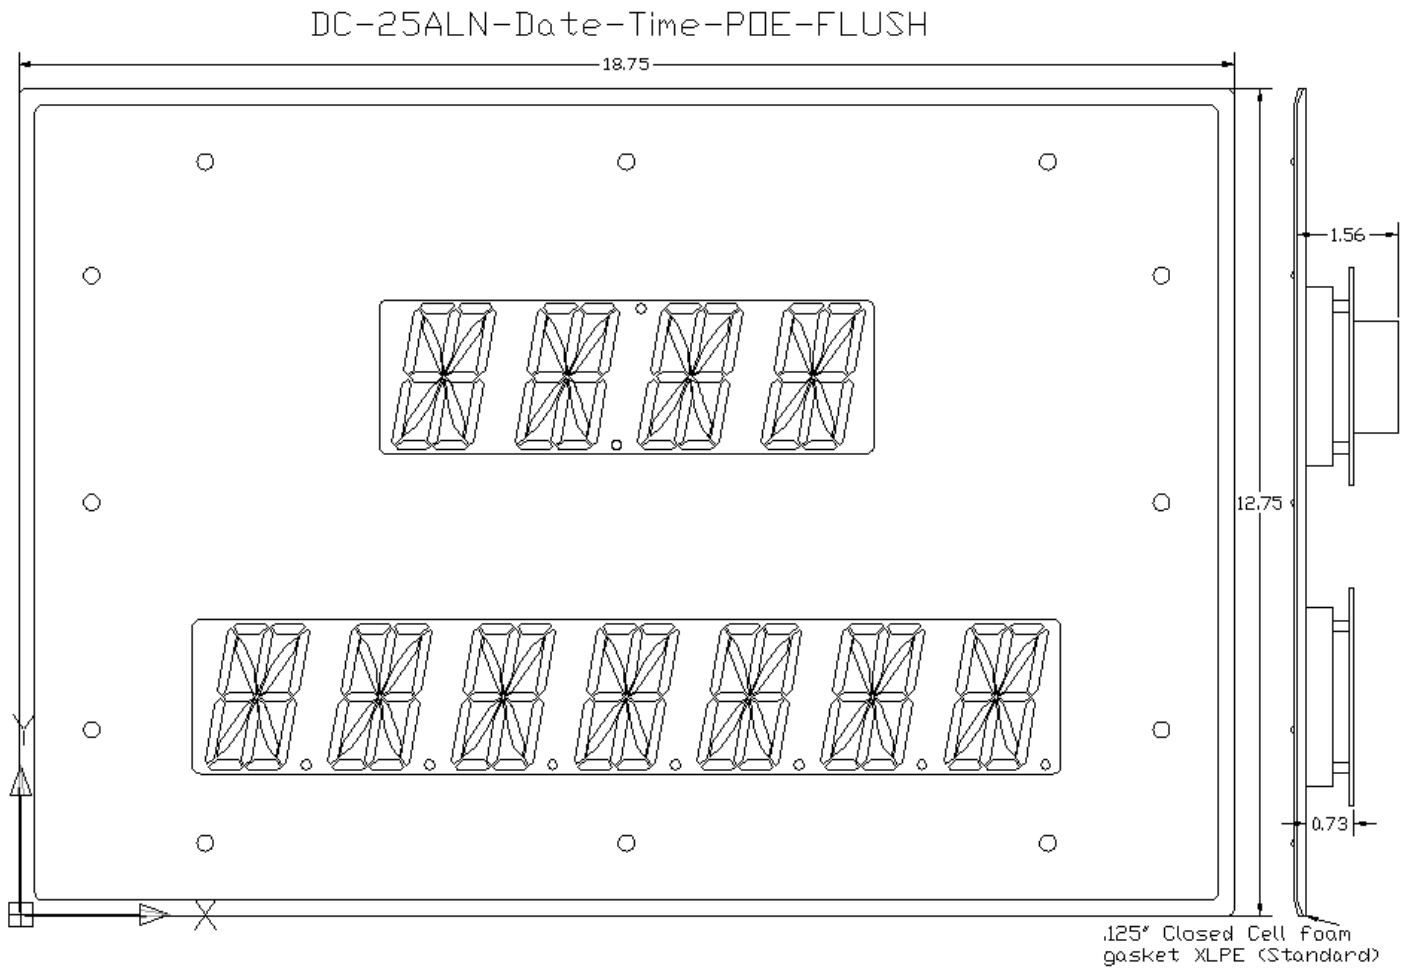 DC-25ALN-Date-Time-POE-FLUSH
18.75
1.56
12.75
Y
0.73
X
.125" Closed Cell foam
gasket XLPE (Standard)